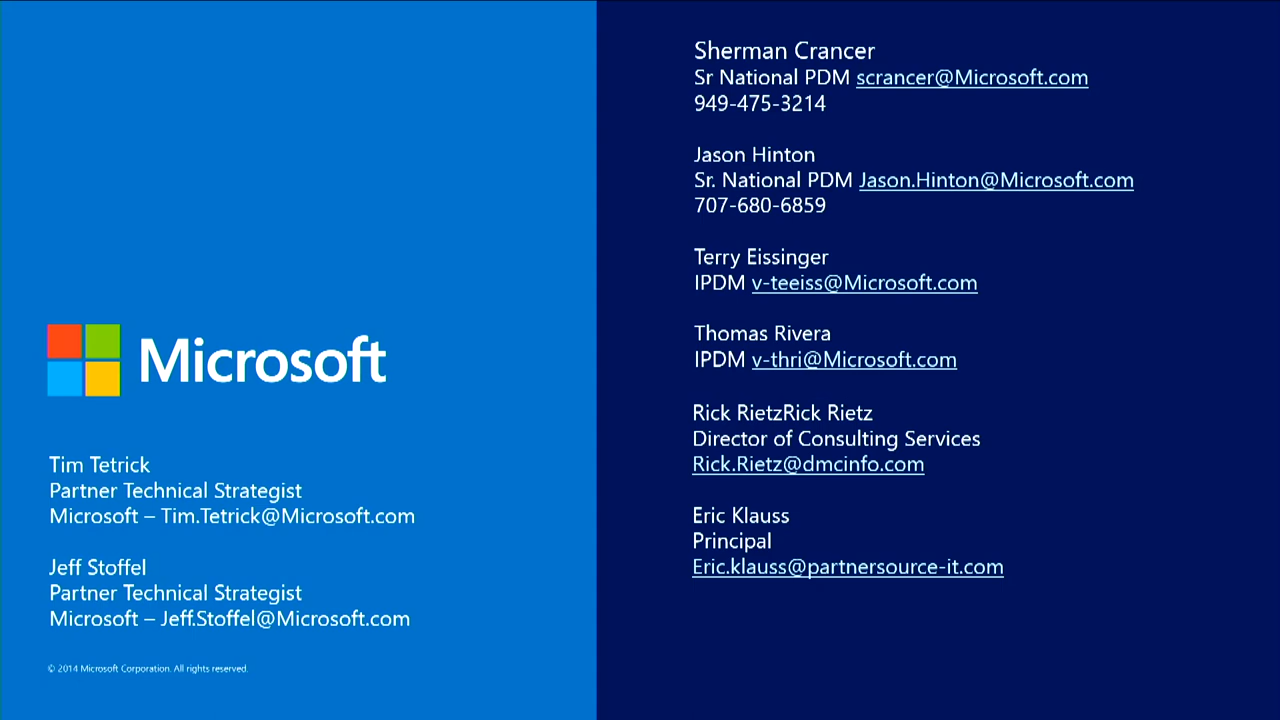 Microsoft
Tim Tetrick
Partner Technical Strategist
Microsoft – Tim.Tetrick@Microsoft.com
Jeff Stoffel
Partner Technical Strategist
Microsoft – Jeff.Stoffel@Microsoft.com
© 2014 Microsoft Corporation. All rights reserved.
Sherman Crancer
Sr National PDM scrancer@Microsoft.com
949-475-3214
Jason Hinton
Sr. National PDM Jason.Hinton@Microsoft.com
707-680-6859
Terry Eissinger
IPDM v-teeiss@Microsoft.com
Thomas Rivera
IPDM v-thri@Microsoft.com
Rick RietzRick Rietz
Director of Consulting Services
Rick.Rietz@dmcinfo.com
Eric Klauss
Principal
Eric.klauss@partnersource-it.com